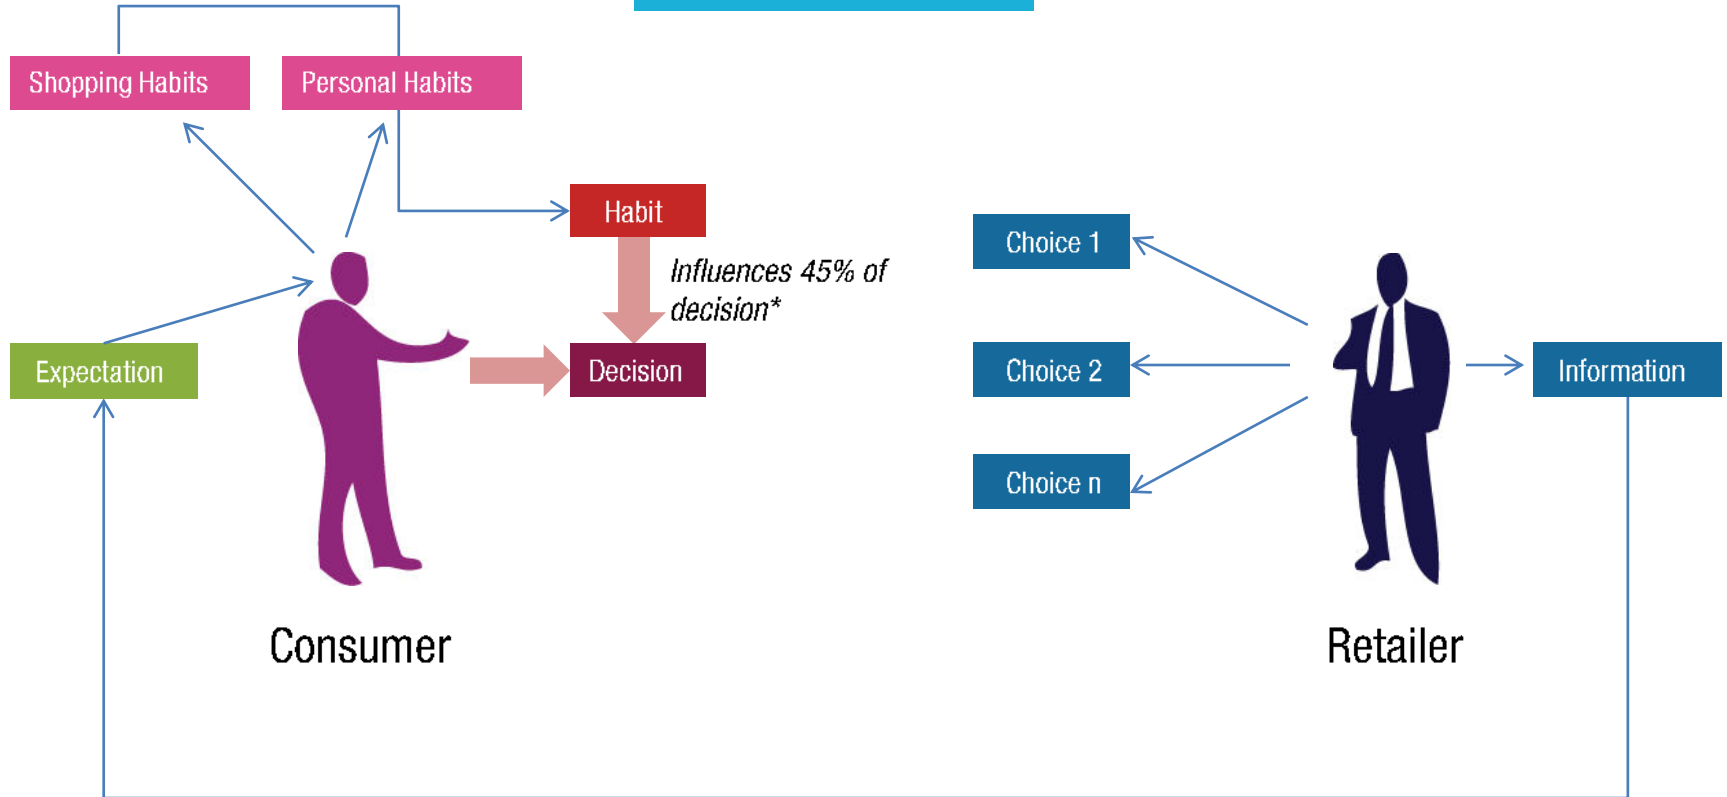 Shopping Habits
Personal Habits
Habit
Influences 45% of
decision*
Expectation
Decision
Choice 1
Choice 2
Choice n
Information
Consumer
Retailer